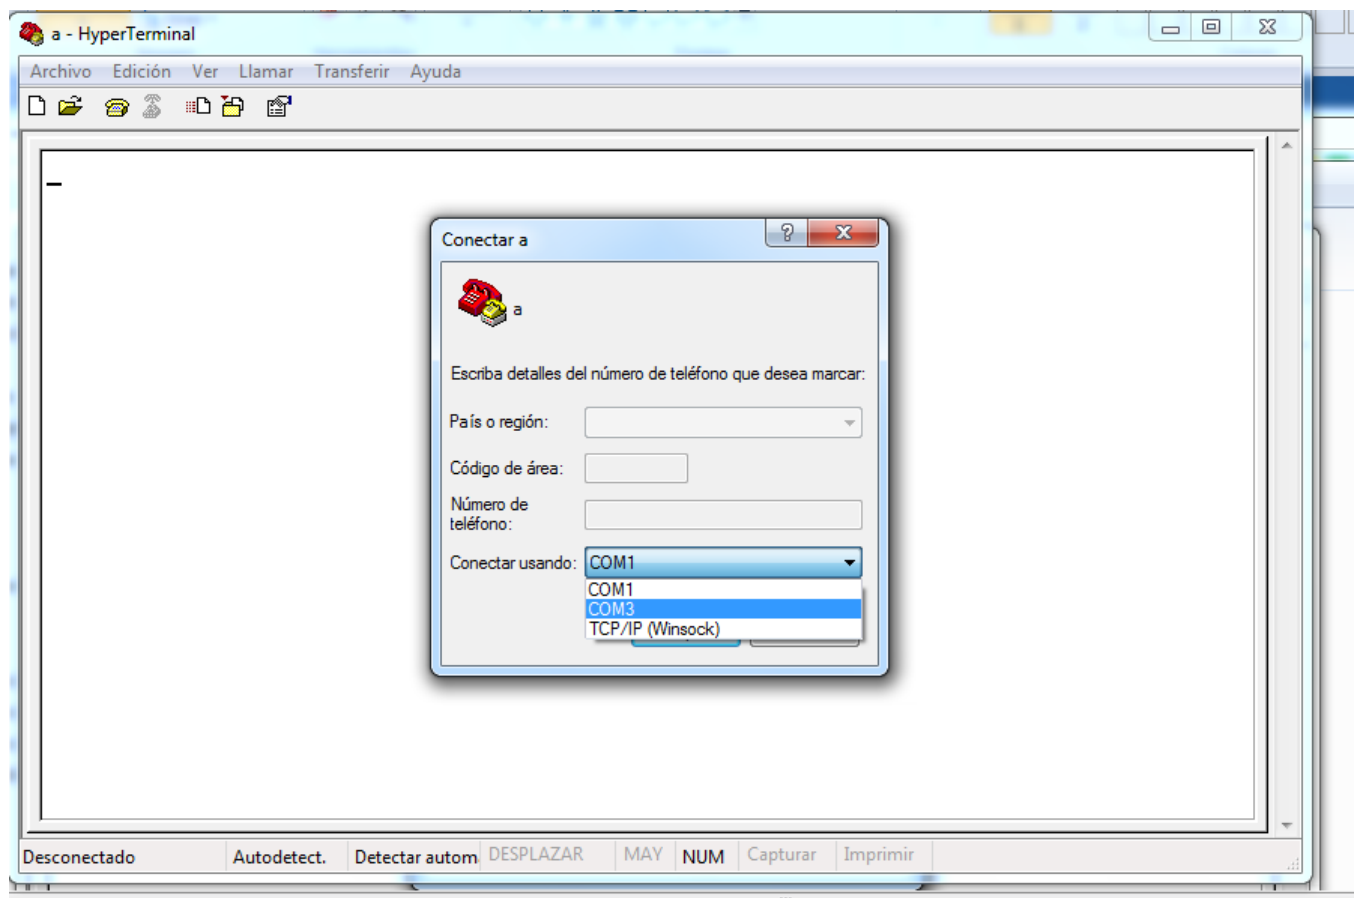 a - HyperTerminal
Archivo Edición Ver Llamar Transferir Ayuda
Conectar a
a
Escriba detalles del número de teléfono que desea marcar:
País o región:
Código de área:
Número de
teléfono:
Conectar usando: COM1
COM1
COM3
TCP/IP (Winsock)
Desconectado Autodetect. Detectar autom DESPLAZAR MAY NUM Capturar Imprimir